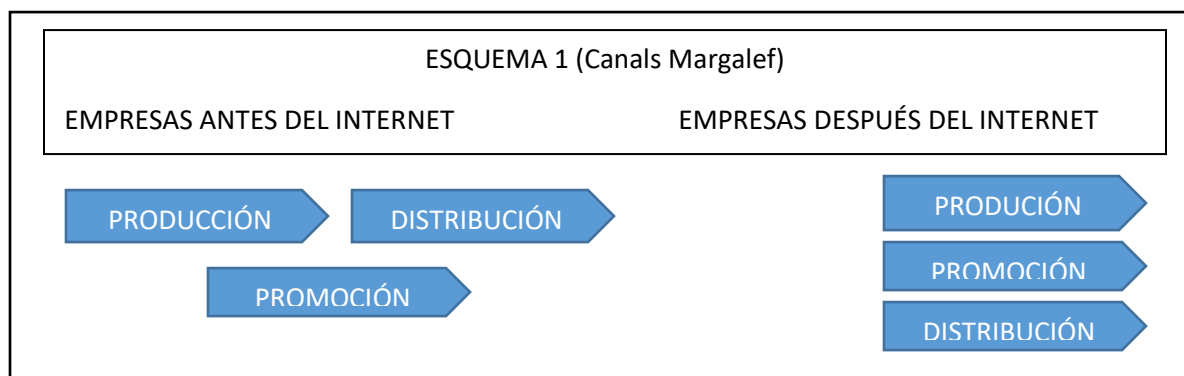 ESQUEMA 1 (Canals Margalef)
EMPRESAS ANTES DEL INTERNET
EMPRESAS DESPUÉS DEL INTERNET
PRODUCCIÓN
DISTRIBUCIÓN
PROMOCIÓN
PRODUCIÓN
PROMOCIÓN
DISTRIBUCIÓN